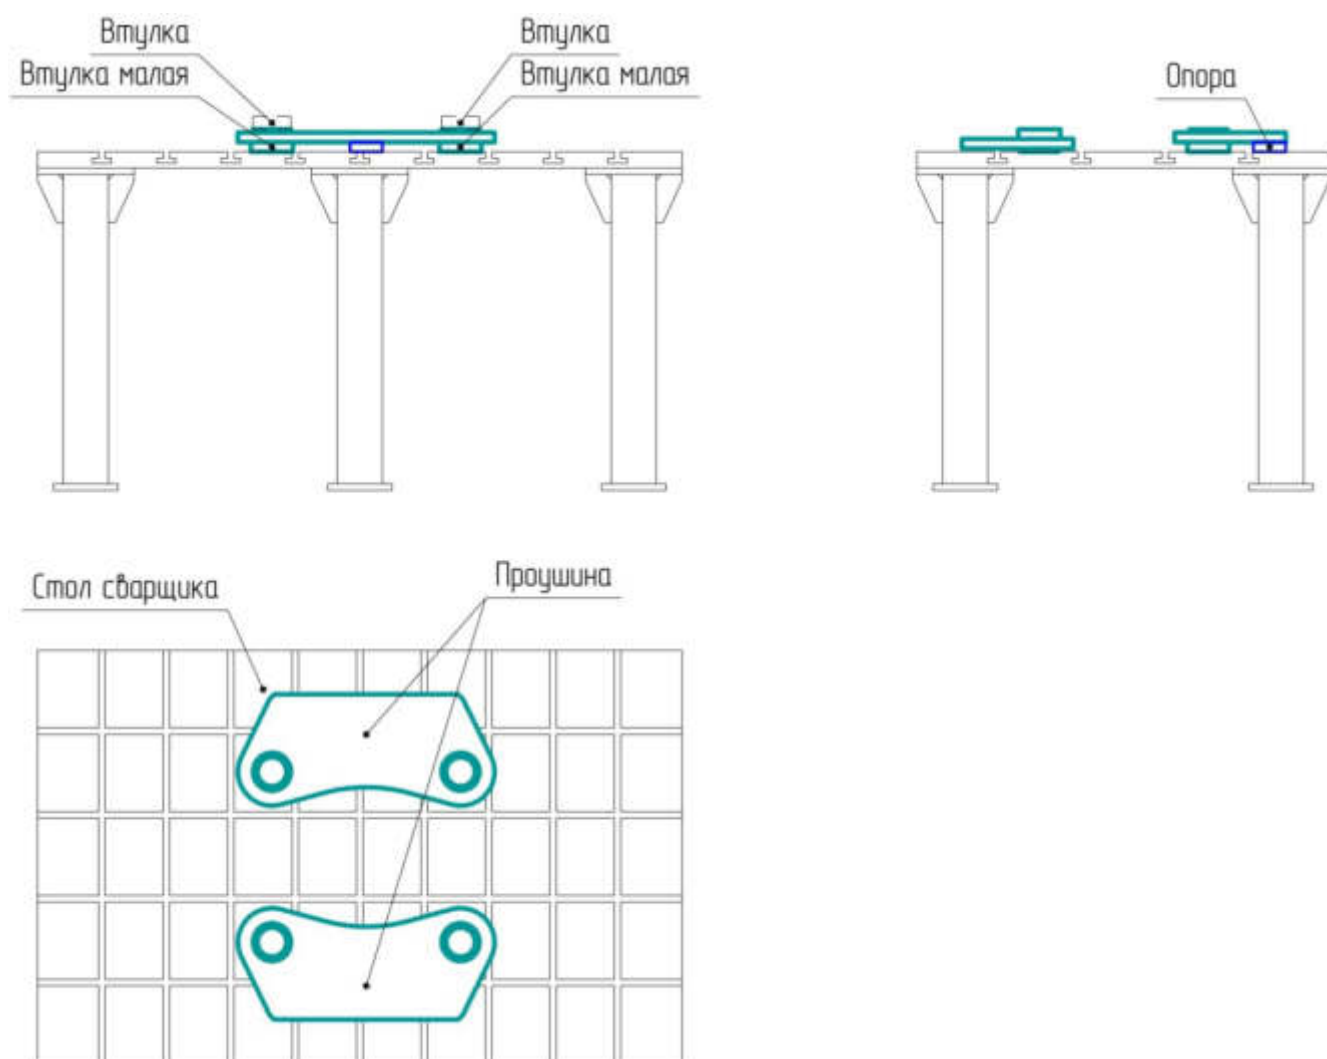 Втулка
Втулка
Втулка малая
Втулка малая
Опора
Стол сварщика
Проушина